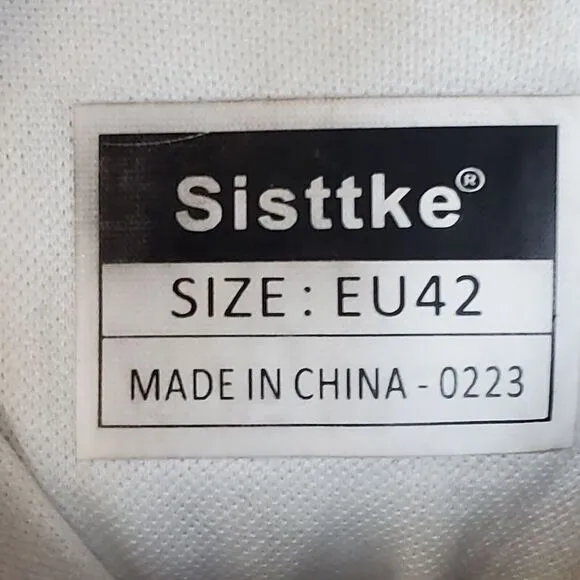 Sisttke®
SIZE : EU42
MADE IN CHINA - 0223